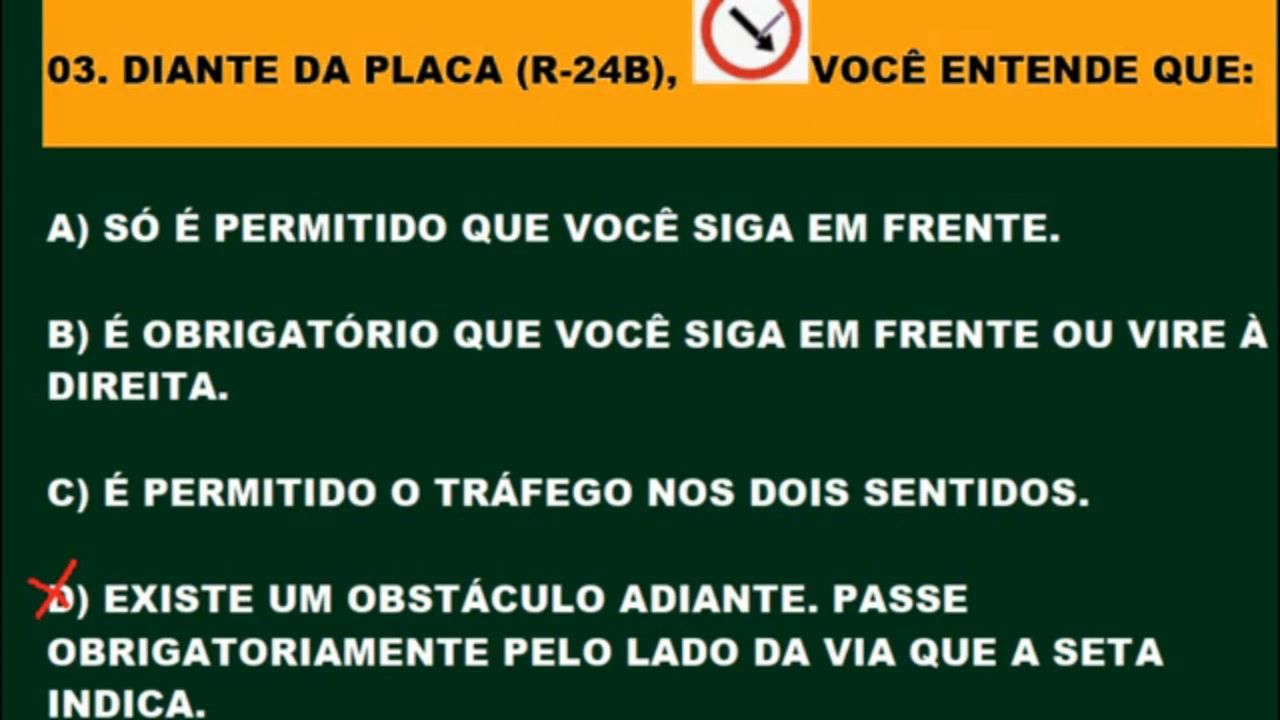 03. DIANTE DA PLACA (R-24B), VOCÊ ENTENDE QUE:
A) SÓ É PERMITIDO QUE VOCÊ SIGA EM FRENTE.
B) É OBRIGATÓRIO QUE VOCÊ SIGA EM FRENTE OU VIRE À
DIREITA.
C) É PERMITIDO O TRÁFEGO NOS DOIS SENTIDOS.
D) EXISTE UM OBSTÁCULO ADIANTE. PASSE
OBRIGATORIAMENTE PELO LADO DA VIA QUE A SETA
INDICA.